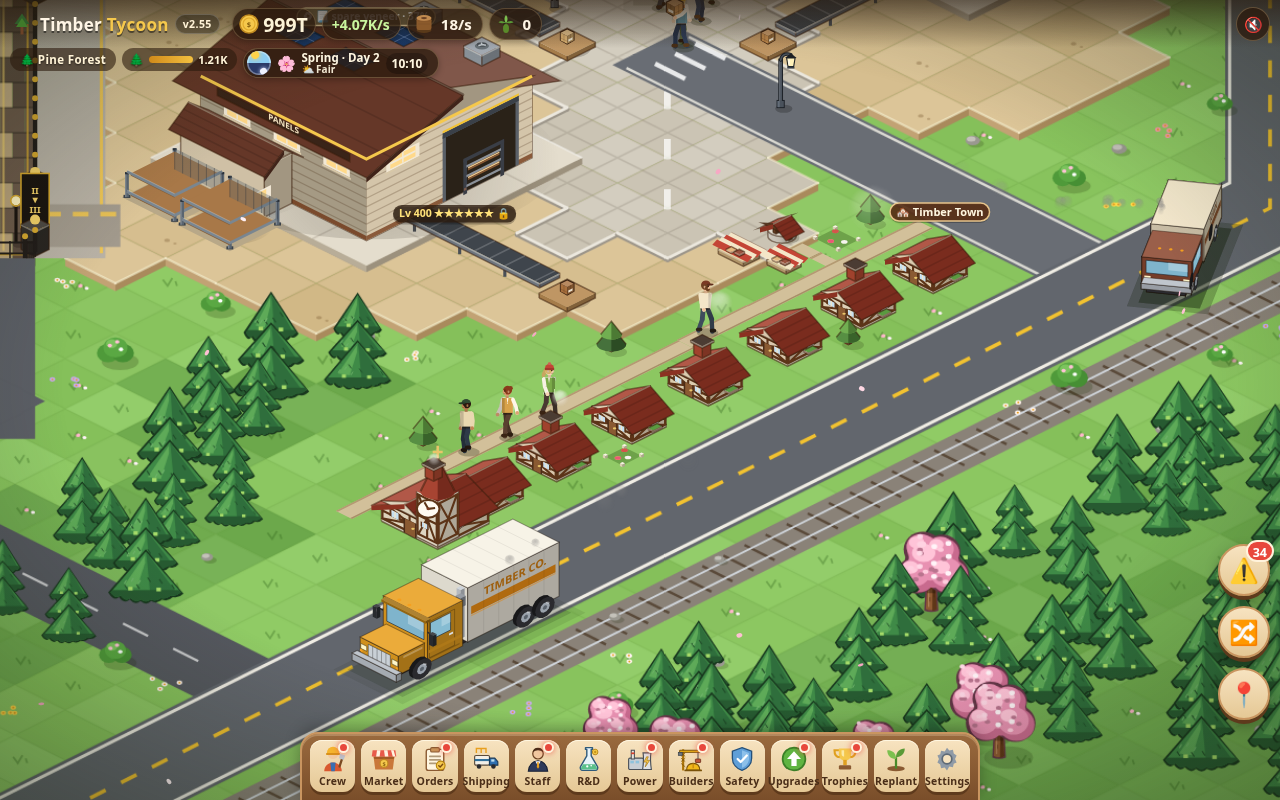 Timber Tycoon
v2.55
999T
+4.07K/s
18/s
0
Pine Forest
1.21K
Spring · Day 2
Fair
10:10
PANELS
II
III
Lv 400 ★★★★★★
Timber Town
TIMBER CO.
34
Crew
Market
Orders
Shipping
Staff
R&D
Power
Builders
Safety
Upgrades
Trophies
Replant
Settings